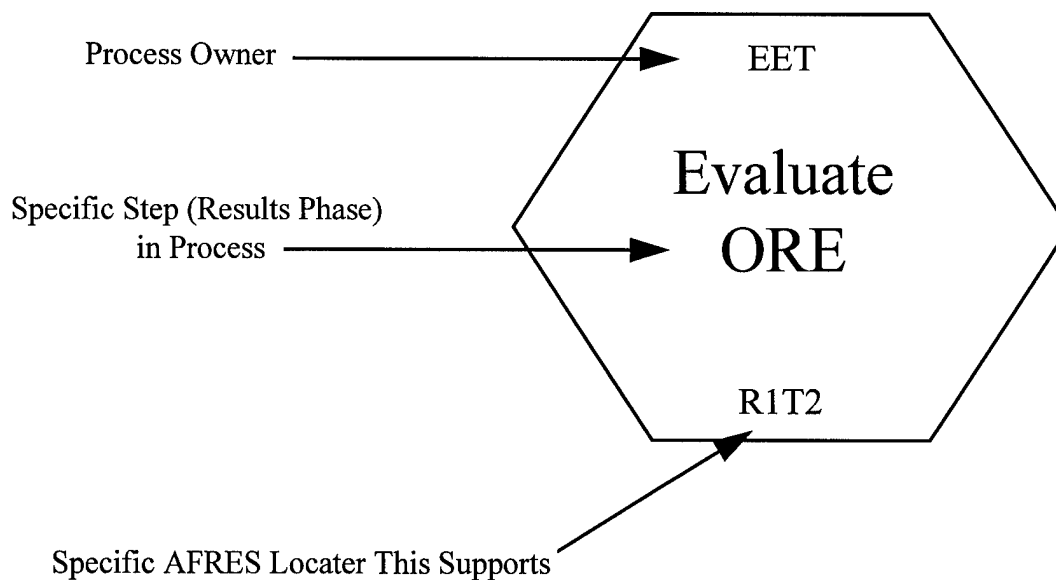 Process Owner
EET
Evaluate
Specific Step (Results Phase)
in Process
ORE
R1T2
Specific AFRES Locater This Supports